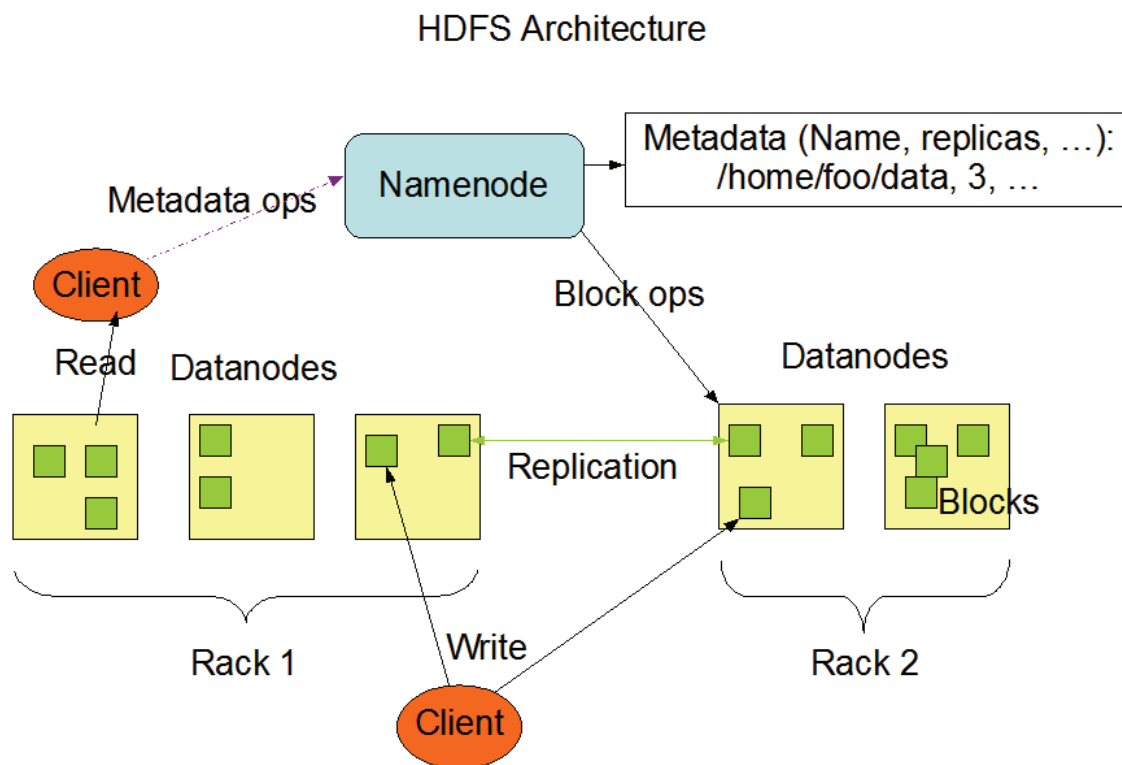 HDFS Architecture
Metadata (Name, replicas, …):
/home/foo/data, 3, …
Namenode
Metadata ops
Client
Block ops
Read
Datanodes
Datanodes
Replication
Blocks
Rack 1
Write
Rack 2
Client